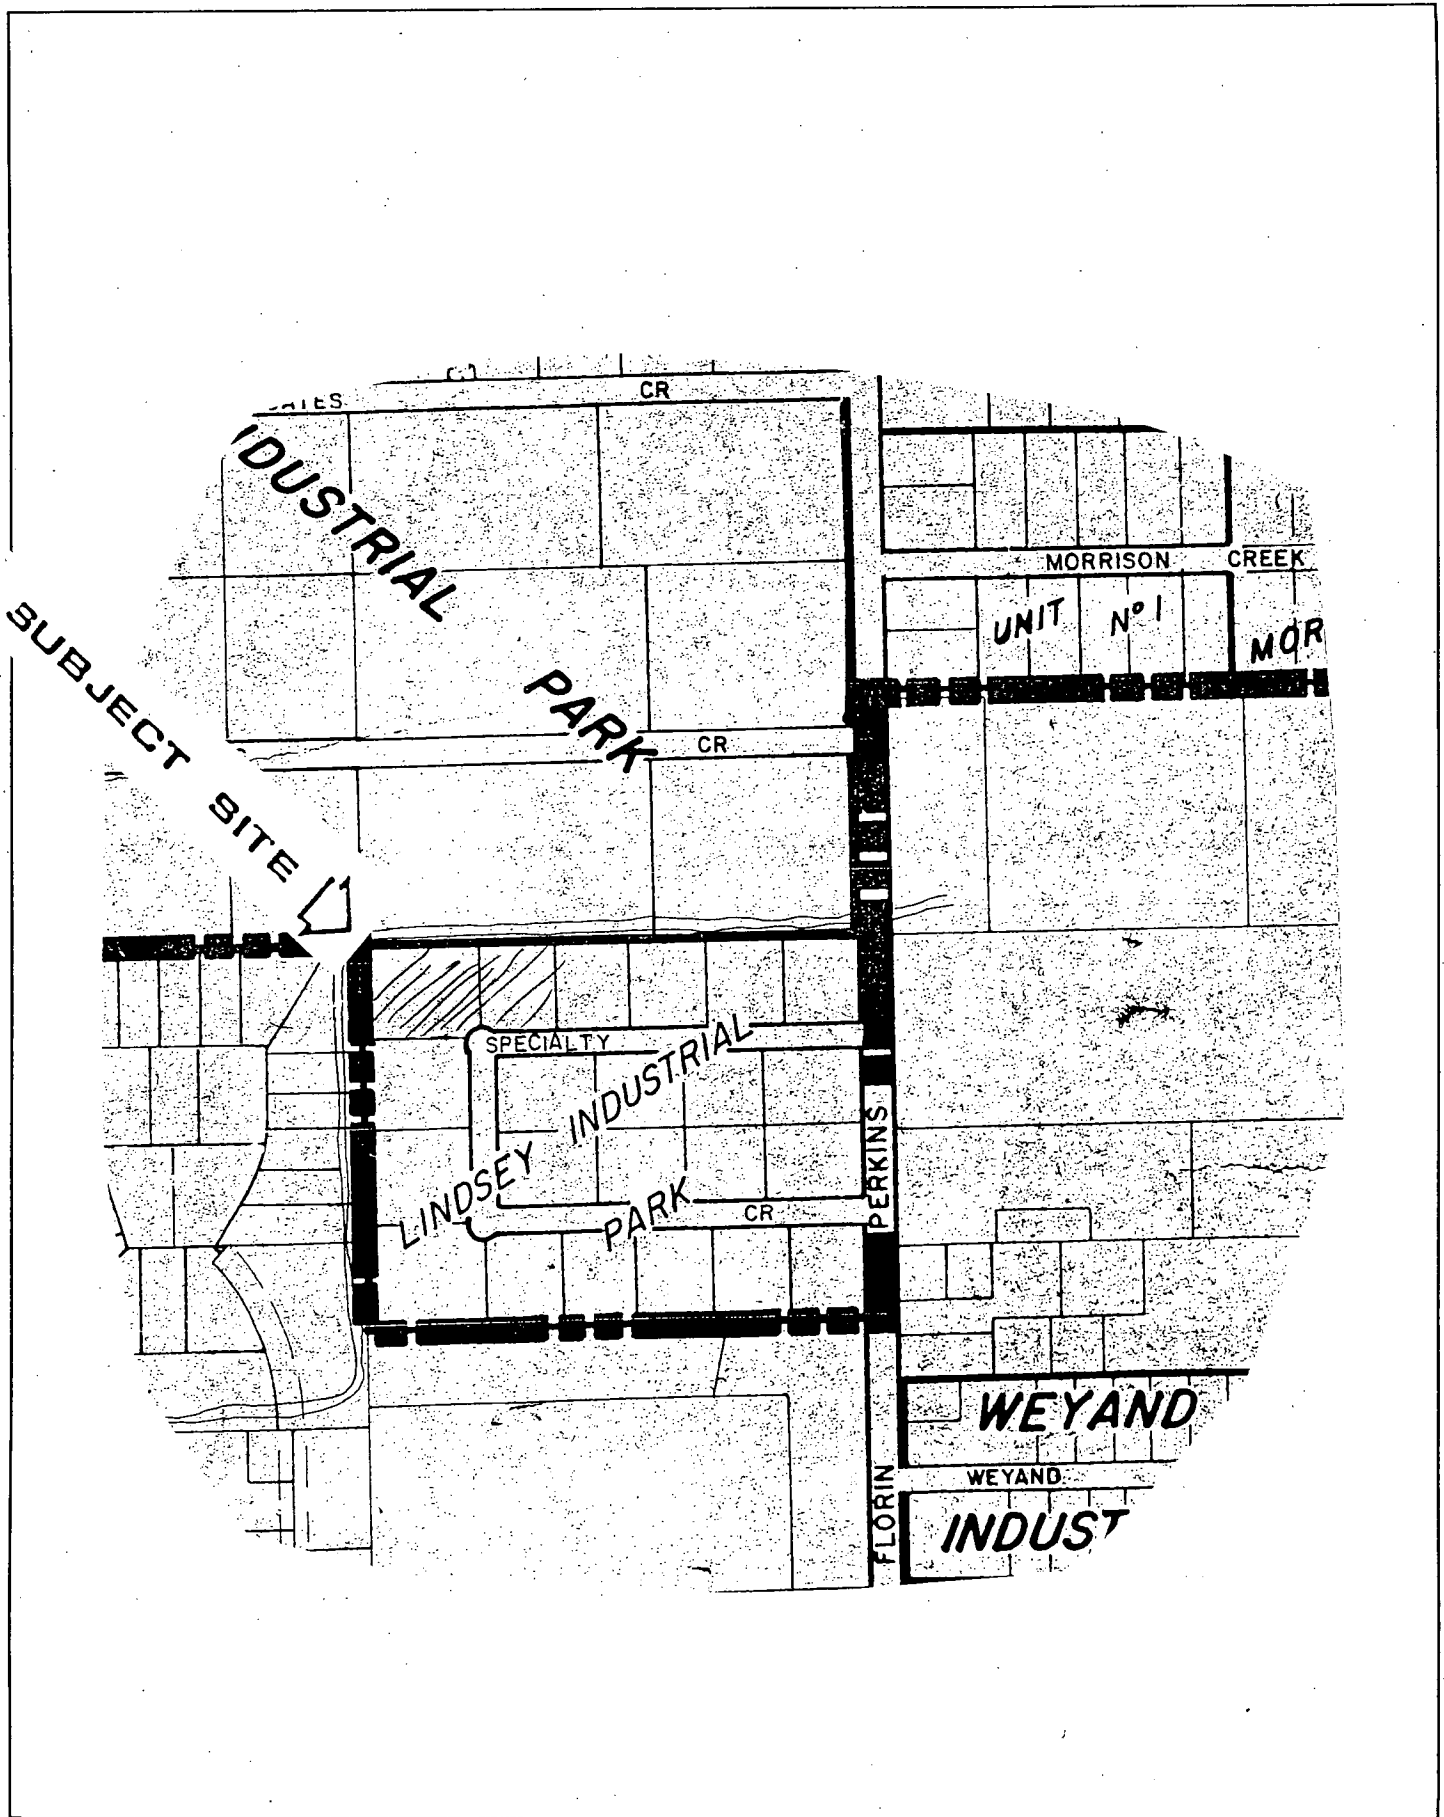 CR
INDUSTRIAL
PARK
MORRISON CREEK
UNIT Nº 1
MOR
SUBJECT SITE
CR
SPECIALTY
LINDSEY INDUSTRIAL
PARK
CR
PERKINS
FLORIN
WEYAND
WEYAND
INDUST